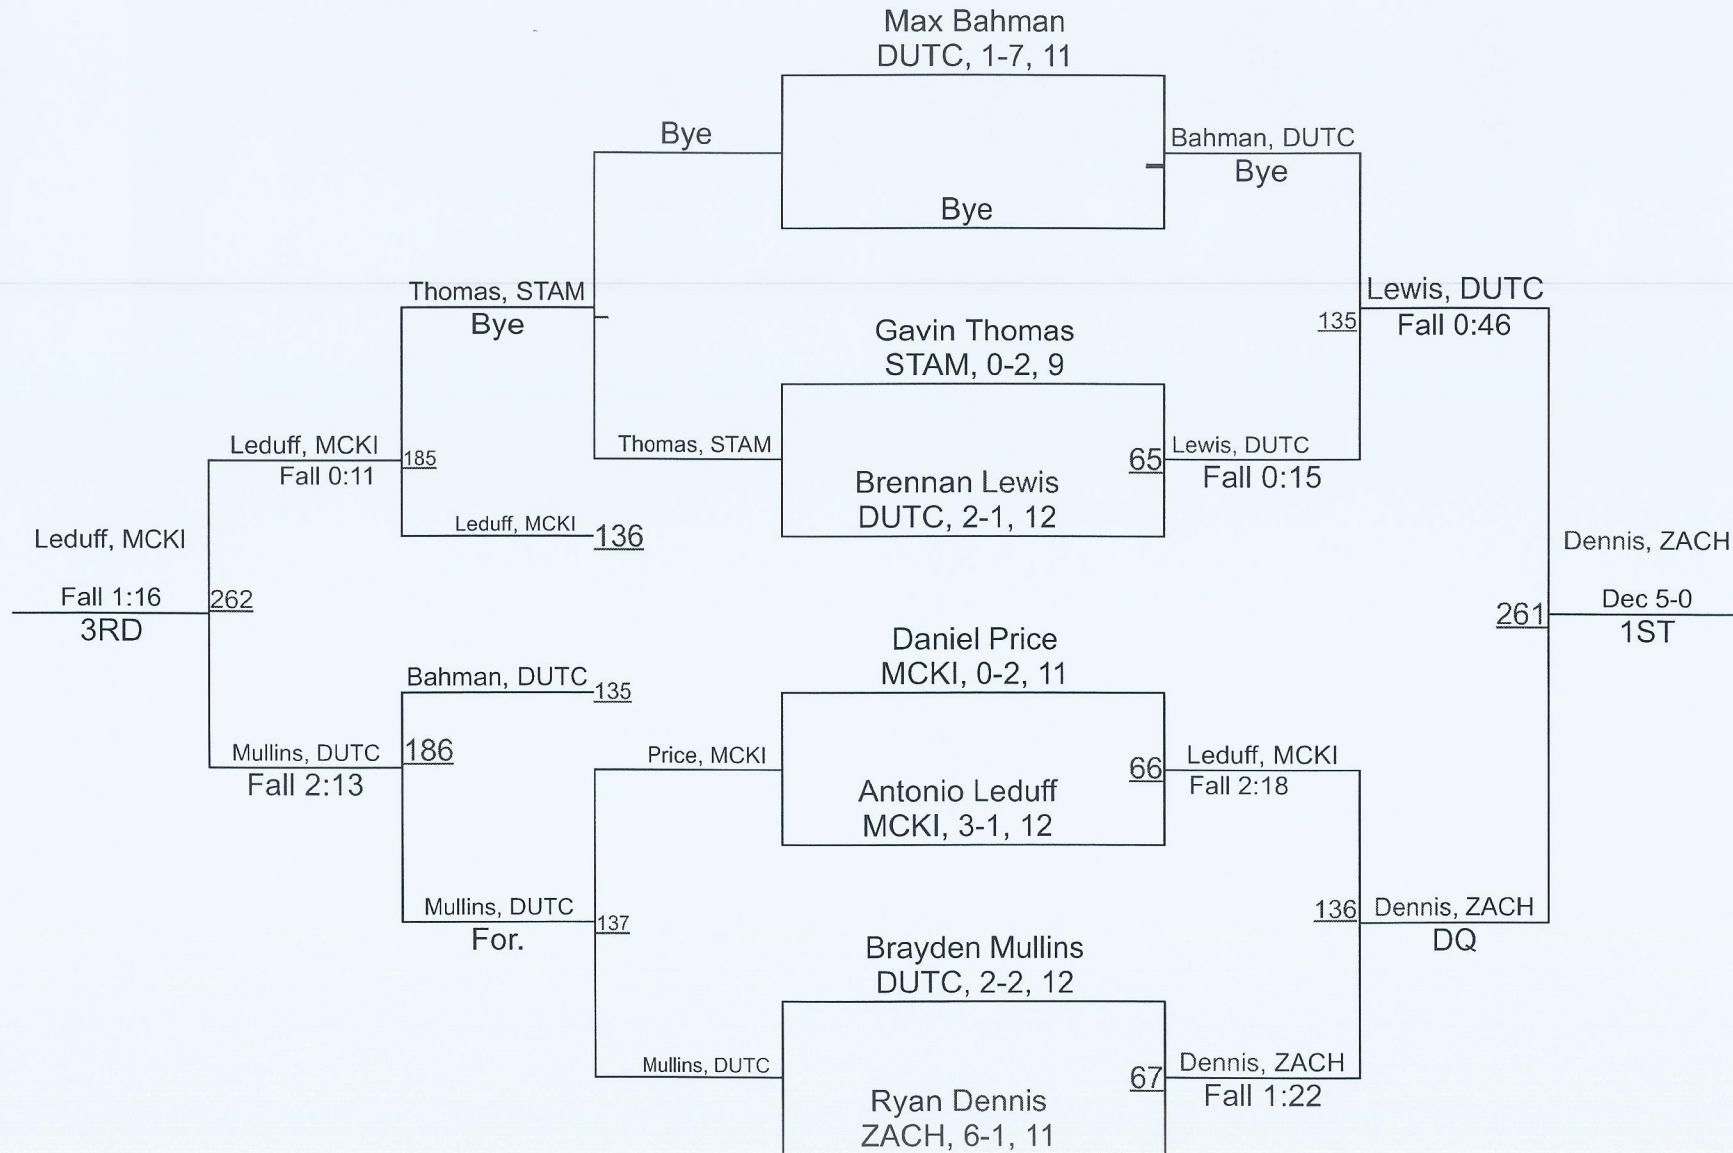 Max Bahman
DUTC, 1-7, 11
Bye
Bahman, DUTC
Bye
Bye
Thomas, STAM
Bye
Lewis, DUTC
135
Fall 0:46
Gavin Thomas
STAM, 0-2, 9
Leduff, MCKI
185
Fall 0:11
Thomas, STAM
65
Lewis, DUTC
Fall 0:15
Brennan Lewis
DUTC, 2-1, 12
Leduff, MCKI
136
Leduff, MCKI
Fall 1:16
262
3RD
Dennis, ZACH
261
Dec 5-0
1ST
Daniel Price
MCKI, 0-2, 11
Bahman, DUTC
135
Mullins, DUTC
186
Fall 2:13
Price, MCKI
66
Leduff, MCKI
Fall 2:18
Antonio Leduff
MCKI, 3-1, 12
Mullins, DUTC
137
For.
136
Dennis, ZACH
DQ
Brayden Mullins
DUTC, 2-2, 12
Mullins, DUTC
67
Dennis, ZACH
Fall 1:22
Ryan Dennis
ZACH, 6-1, 11